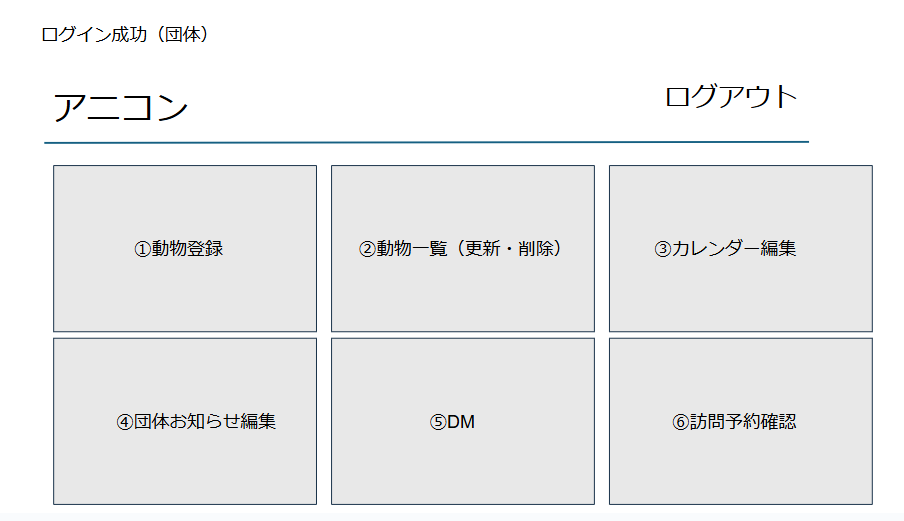 ログイン成功（団体）
アニコン
ログアウト
①動物登録
②動物一覧（更新・削除）
③カレンダー編集
④団体お知らせ編集
⑤DM
⑥訪問予約確認